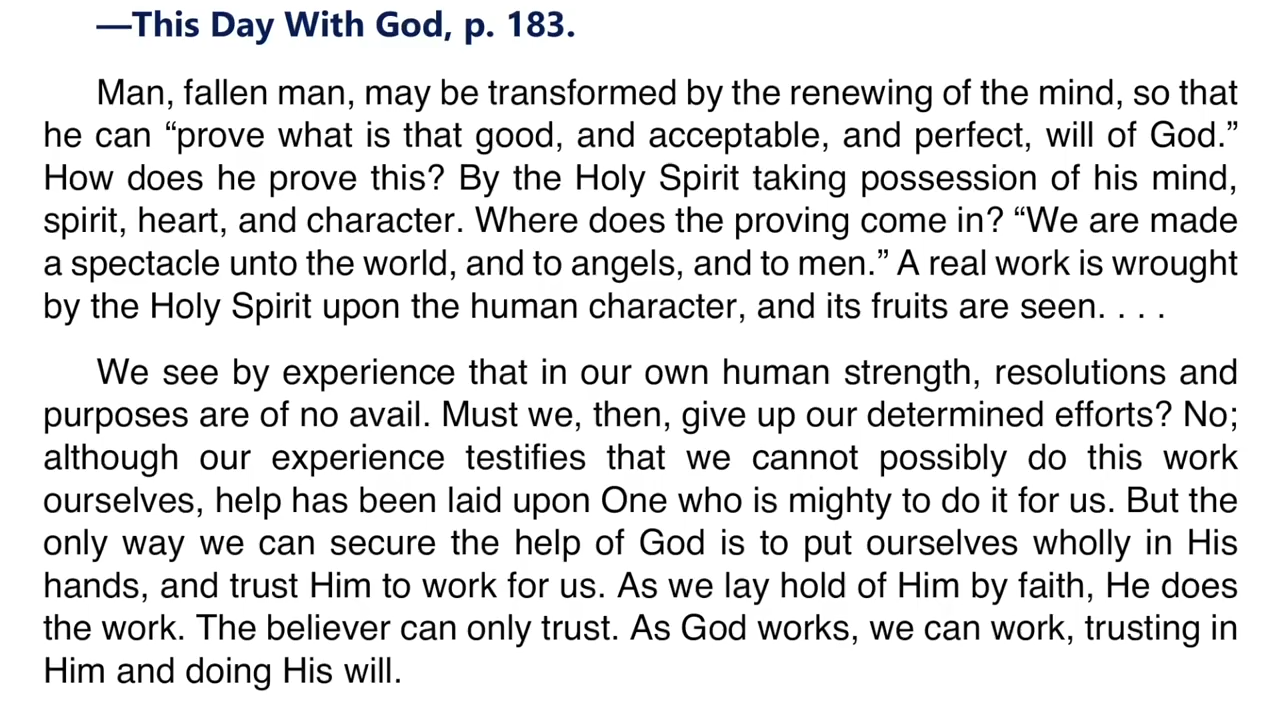 —This Day With God, p. 183.
Man, fallen man, may be transformed by the renewing of the mind, so that
he can “prove what is that good, and acceptable, and perfect, will of God.”
How does he prove this? By the Holy Spirit taking possession of his mind,
spirit, heart, and character. Where does the proving come in? “We are made
a spectacle unto the world, and to angels, and to men.” A real work is wrought
by the Holy Spirit upon the human character, and its fruits are seen. . . .
We see by experience that in our own human strength, resolutions and
purposes are of no avail. Must we, then, give up our determined efforts? No;
although our experience testifies that we cannot possibly do this work
ourselves, help has been laid upon One who is mighty to do it for us. But the
only way we can secure the help of God is to put ourselves wholly in His
hands, and trust Him to work for us. As we lay hold of Him by faith, He does
the work. The believer can only trust. As God works, we can work, trusting in
Him and doing His will.